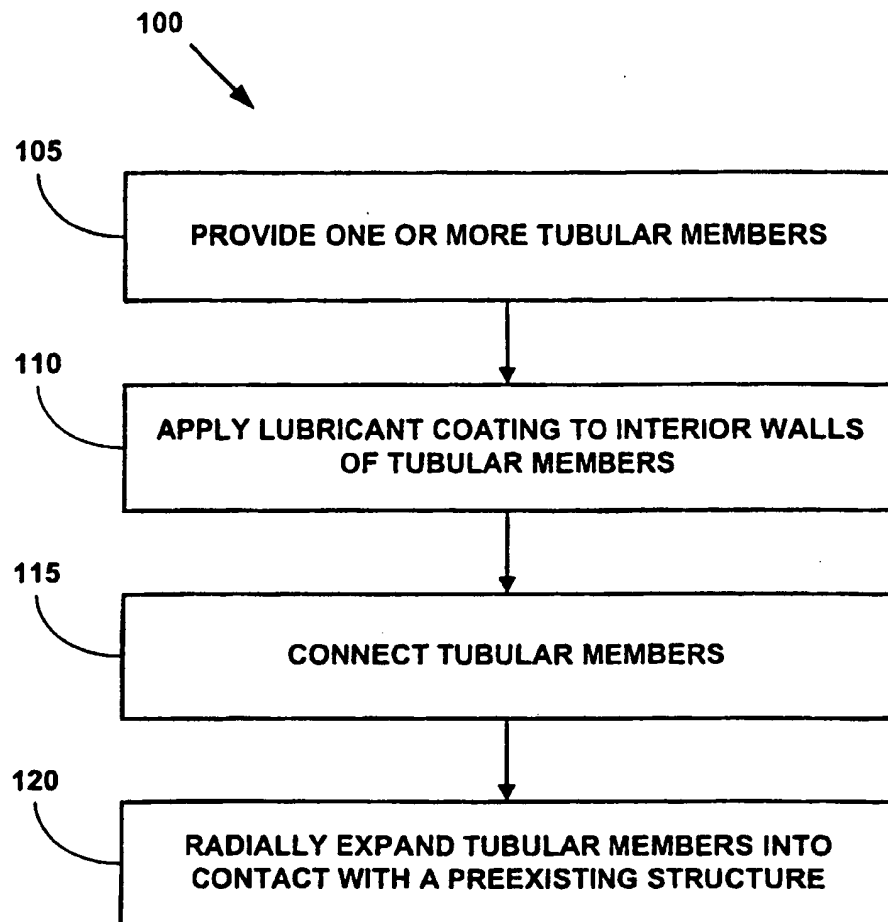 100
105
PROVIDE ONE OR MORE TUBULAR MEMBERS
110
APPLY LUBRICANT COATING TO INTERIOR WALLS
OF TUBULAR MEMBERS
115
CONNECT TUBULAR MEMBERS
120
RADIALLY EXPAND TUBULAR MEMBERS INTO
CONTACT WITH A PREEXISTING STRUCTURE